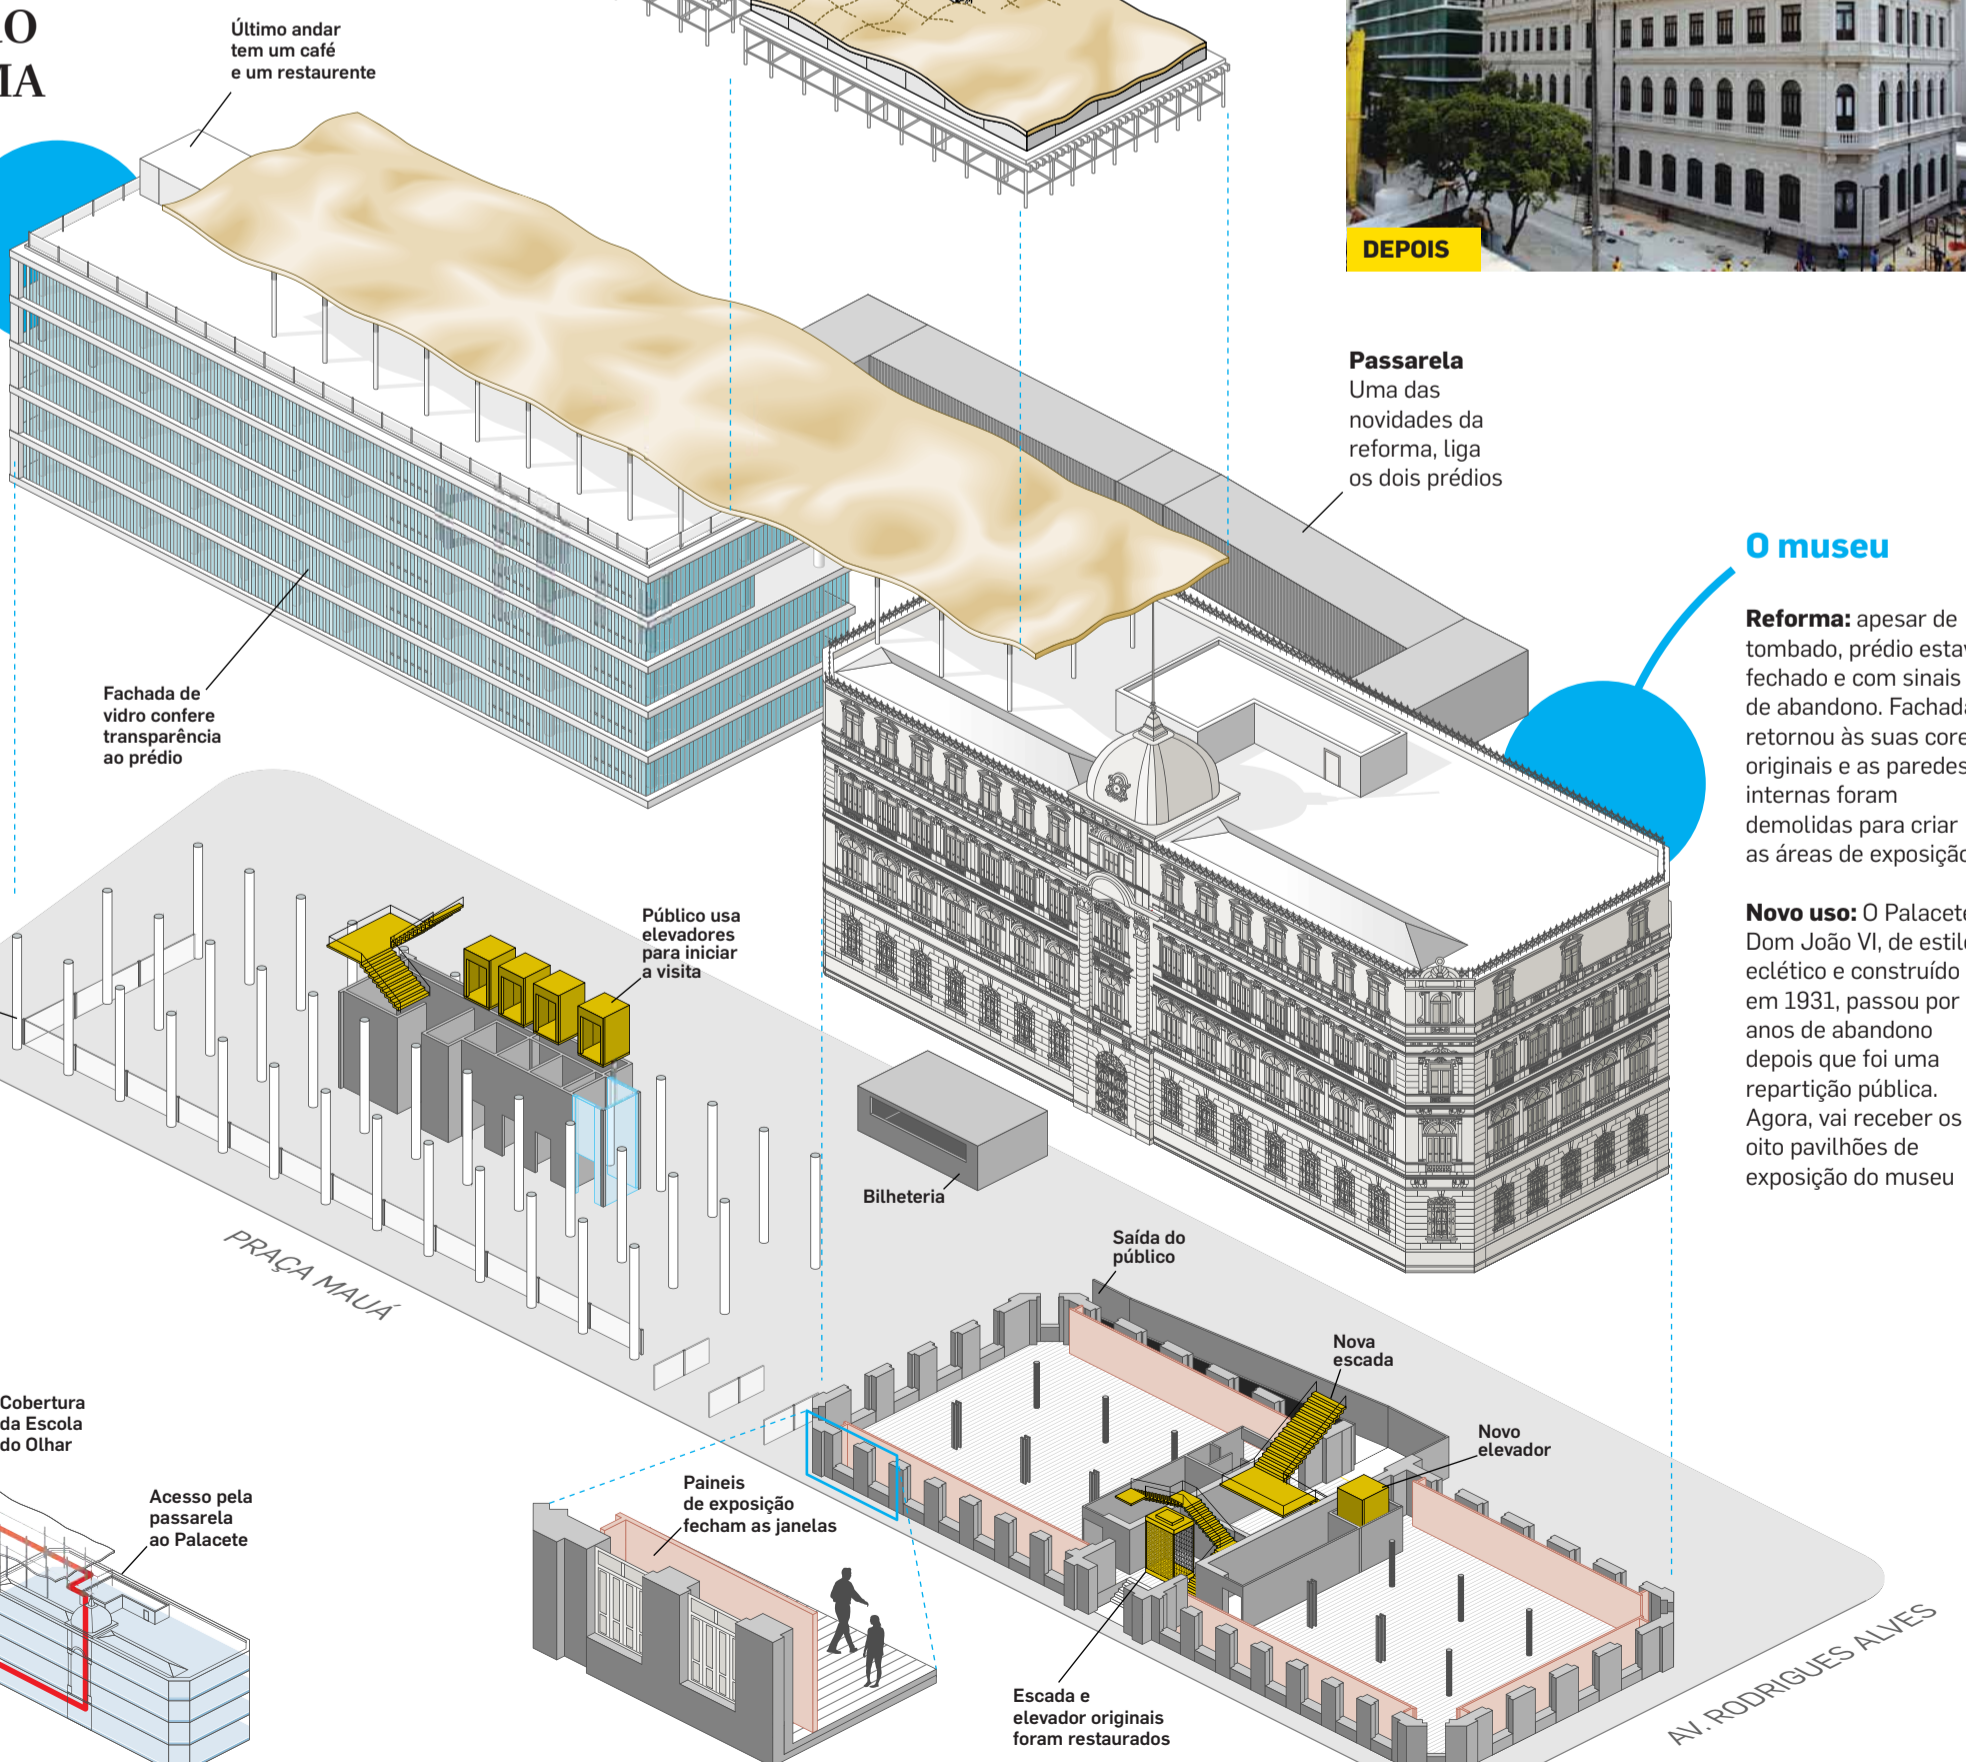 Último andar
tem um café
e um restaurente
DEPOIS
Passarela
Uma das
novidades da
reforma, liga
os dois prédios
O museu
Reforma: apesar de
tombado, prédio estav
fechado e com sinais
de abandono. Fachada
retornou às suas core
originais e as paredes
internas foram
demolidas para criar
as áreas de exposição
Novo uso: O Palacete
Dom João VI, de estilo
eclético e construído
em 1931, passou por
anos de abandono
depois que foi uma
repartição pública.
Agora, vai receber os
oito pavilhões de
exposição do museu
Fachada de
vidro confere
transparência
ao prédio
Público usa
elevadores
para iniciar
a visita
Bilheteria
PRAÇA MAUÁ
Saída do
público
Nova
escada
Novo
elevador
Cobertura
da Escola
do Olhar
Acesso pela
passarela
ao Palacete
Paineis
de exposição
fecham as janelas
Escada e
elevador originais
foram restaurados
AV. RODRIGUES ALVES